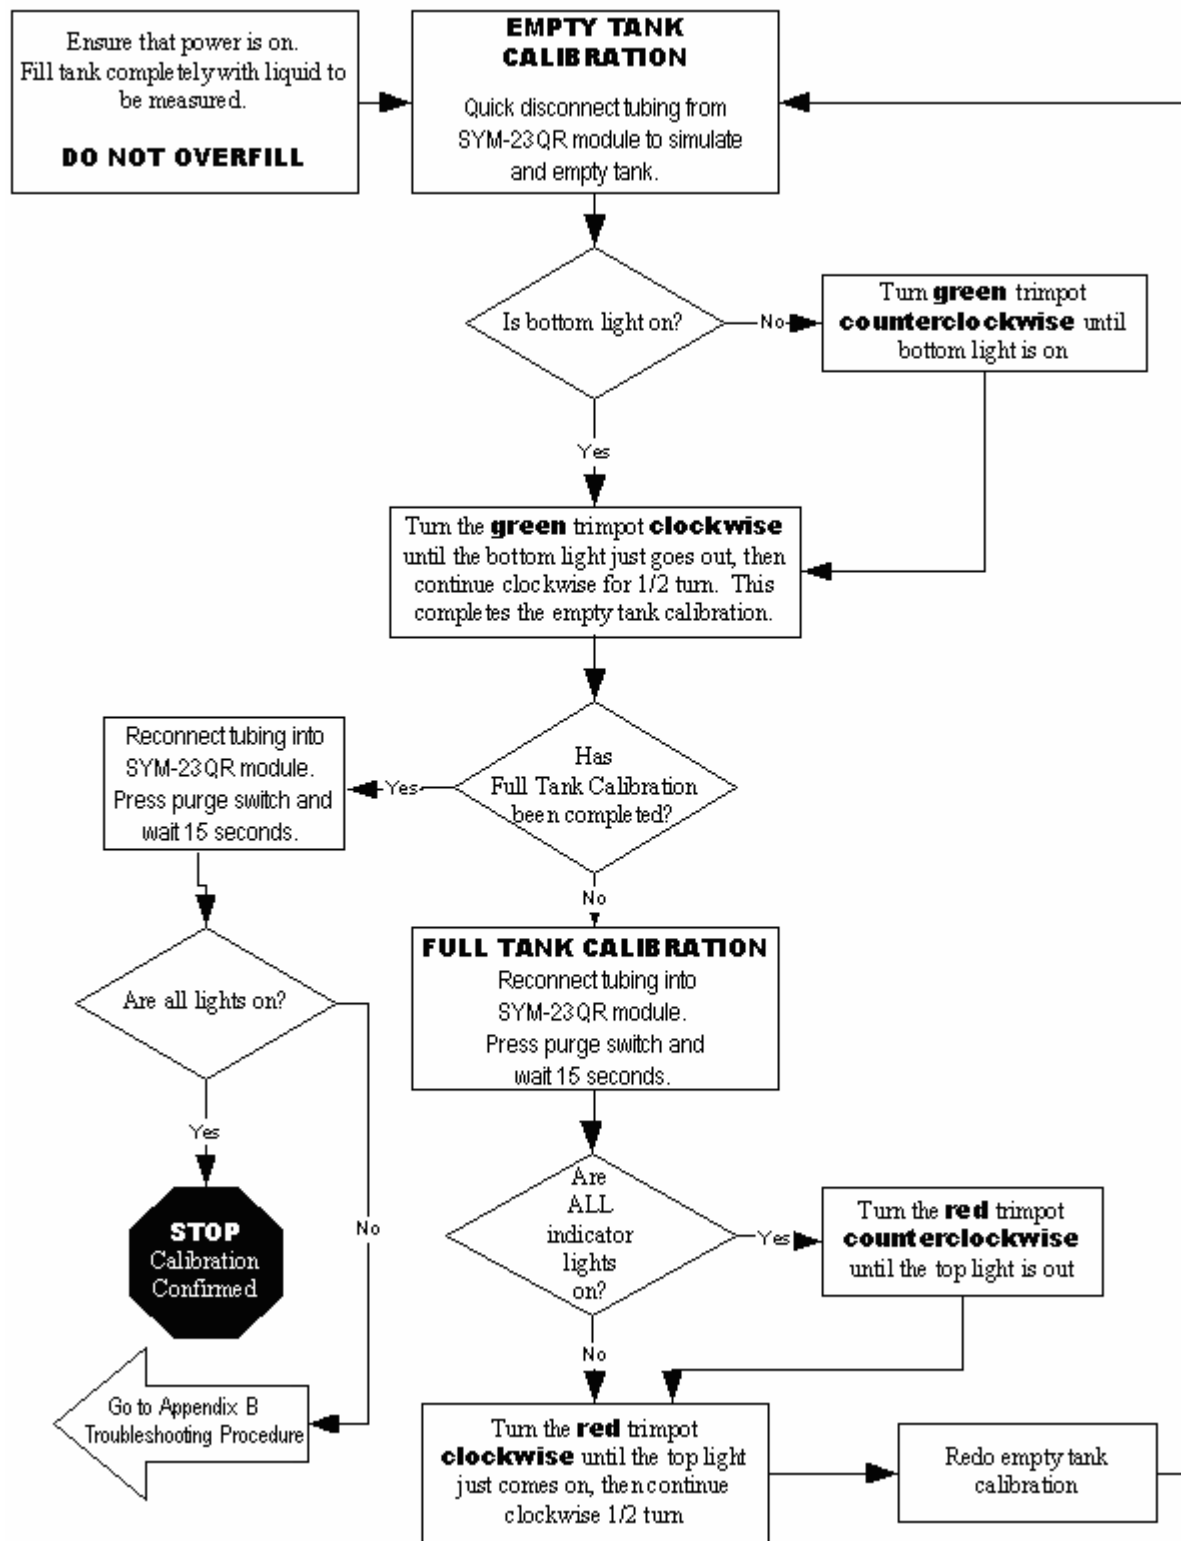 Ensure that power is on.
Fill tank completely with liquid to
be measured.
DO NOT OVERFILL
EMPTY TANK
CALIBRATION
Quick disconnect tubing from
SYM-23QR module to simulate
and empty tank.
Is bottom light on?
No
Turn green trimpot
counterclockwise until
bottom light is on
Yes
Turn the green trimpot clockwise
until the bottom light just goes out, then
continue clockwise for 1/2 turn. This
completes the empty tank calibration.
Has
Full Tank Calibration
been completed?
Yes
Reconnect tubing into
SYM-23QR module.
Press purge switch and
wait 15 seconds.
Are all lights on?
Yes
STOP
Calibration
Confirmed
No
Go to Appendix B
Troubleshooting Procedure
No
FULL TANK CALIBRATION
Reconnect tubing into
SYM-23QR module.
Press purge switch and
wait 15 seconds.
Are
ALL
indicator
lights
on?
Yes
Turn the red trimpot
counterclockwise
until the top light is out
No
Turn the red trimpot
clockwise until the top light
just comes on, then continue
clockwise 1/2 turn
Redo empty tank
calibration